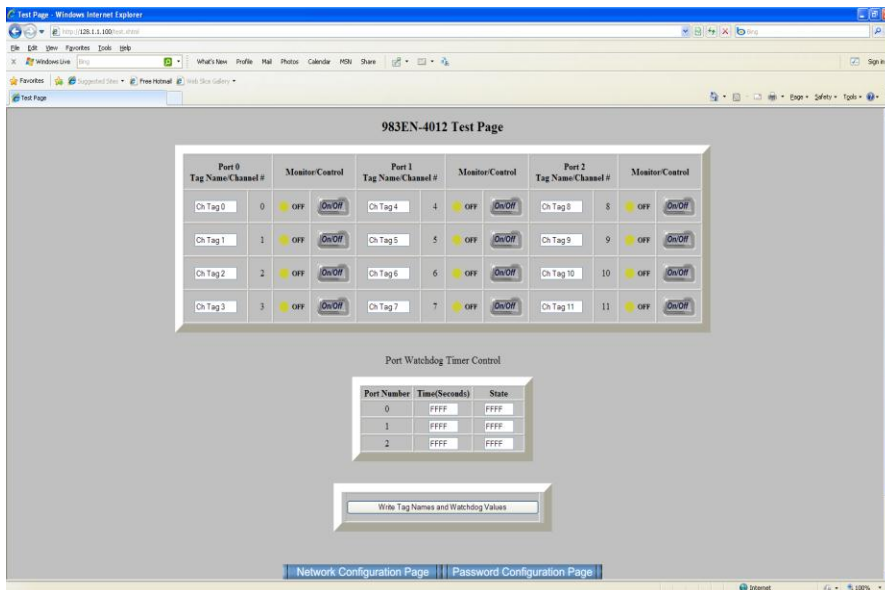 Test Page - Windows Internet Explorer
http://128.1.1.100/test.shtml
Bing
File Edit View Favorites Tools Help
X Windows Live Bing What's New Profile Mail Photos Calendar MSN Share Sign in
Favorites Suggested Sites Free Hotmail Web Slice Gallery
Test Page Page Safety Tools
983EN-4012 Test Page
Port 0 Tag Name/Channel # Monitor/Control Port 1 Tag Name/Channel # Monitor/Control Port 2 Tag Name/Channel # Monitor/Control
Ch Tag 0 0 OFF On/Off Ch Tag 4 4 OFF On/Off Ch Tag 8 8 OFF On/Off
Ch Tag 1 1 OFF On/Off Ch Tag 5 5 OFF On/Off Ch Tag 9 9 OFF On/Off
Ch Tag 2 2 OFF On/Off Ch Tag 6 6 OFF On/Off Ch Tag 10 10 OFF On/Off
Ch Tag 3 3 OFF On/Off Ch Tag 7 7 OFF On/Off Ch Tag 11 11 OFF On/Off
Port Watchdog Timer Control
Port Number Time(Seconds) State
0 FFFF FFFF
1 FFFF FFFF
2 FFFF FFFF
Write Tag Names and Watchdog Values
Network Configuration Page Password Configuration Page
Internet 100%